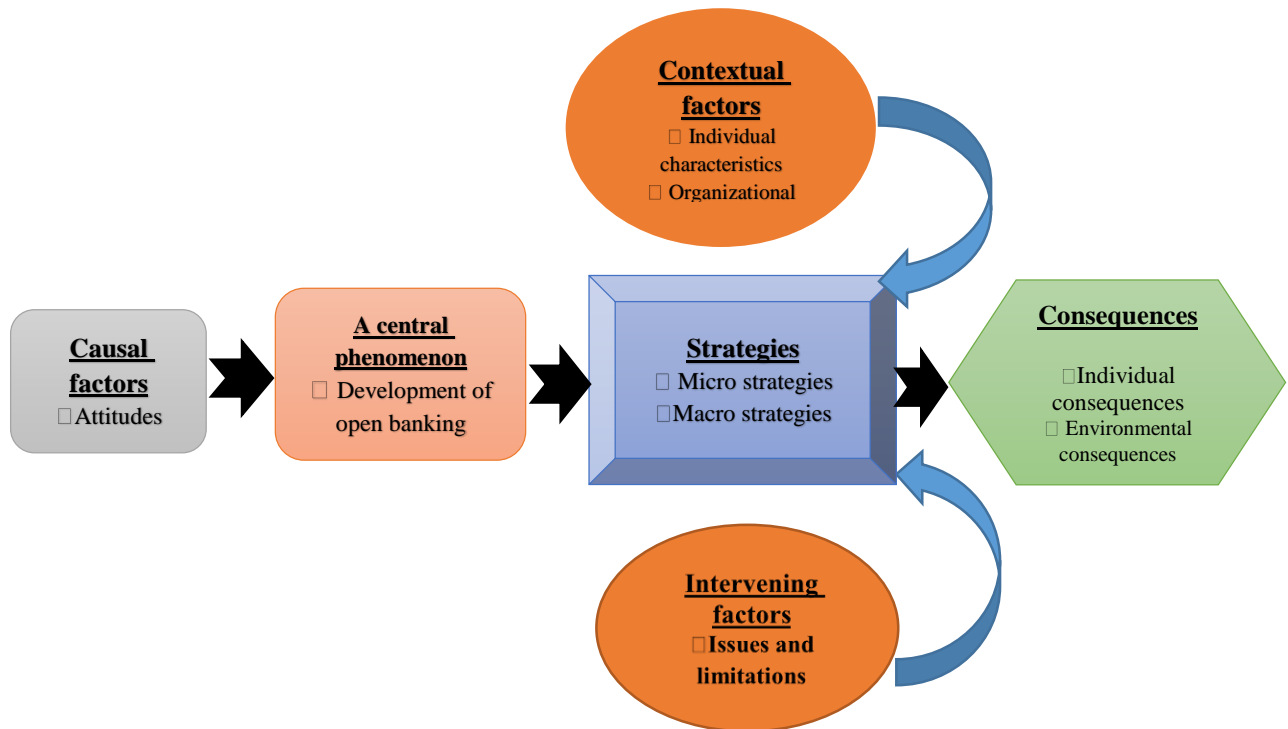 Contextual
factors
□ Individual
characteristics
□ Organizational
Causal
factors
□Attitudes
A central
phenomenon
□ Development of
open banking
Strategies
□ Micro strategies
□Macro strategies
Consequences
□Individual
consequences
□ Environmental
consequences
Intervening
factors
□Issues and
limitations